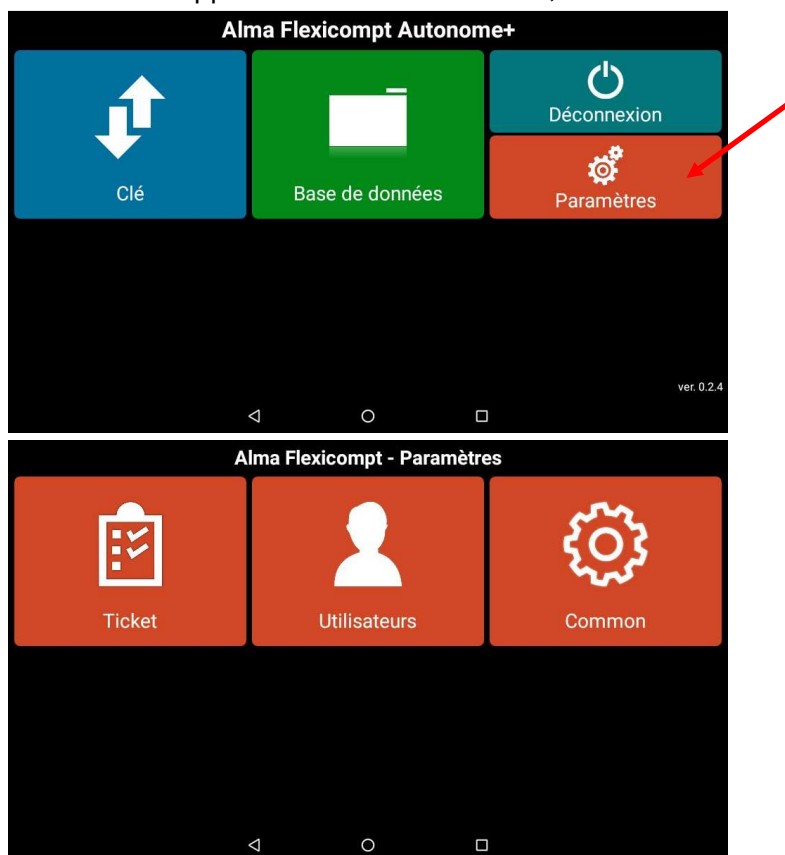 Alma Flexicompt Autonome+
Déconnexion
Clé
Base de données
Paramètres
ver. 0.2.4
Alma Flexicompt - Paramètres
Ticket
Utilisateurs
Common